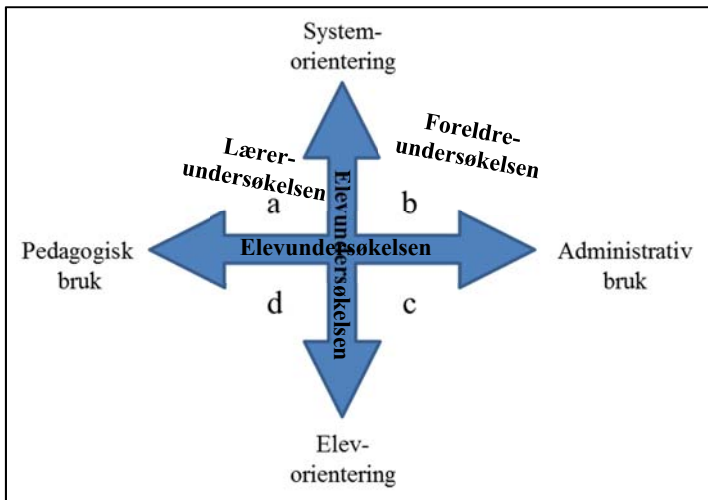 System-
orientering
Lærer-
undersøkelsen
Foreldre-
undersøkelsen
Elevundersøkelsen
a
b
Pedagogisk
bruk
Elevundersøkelsen
Administrativ
bruk
d
c
Elev-
orientering